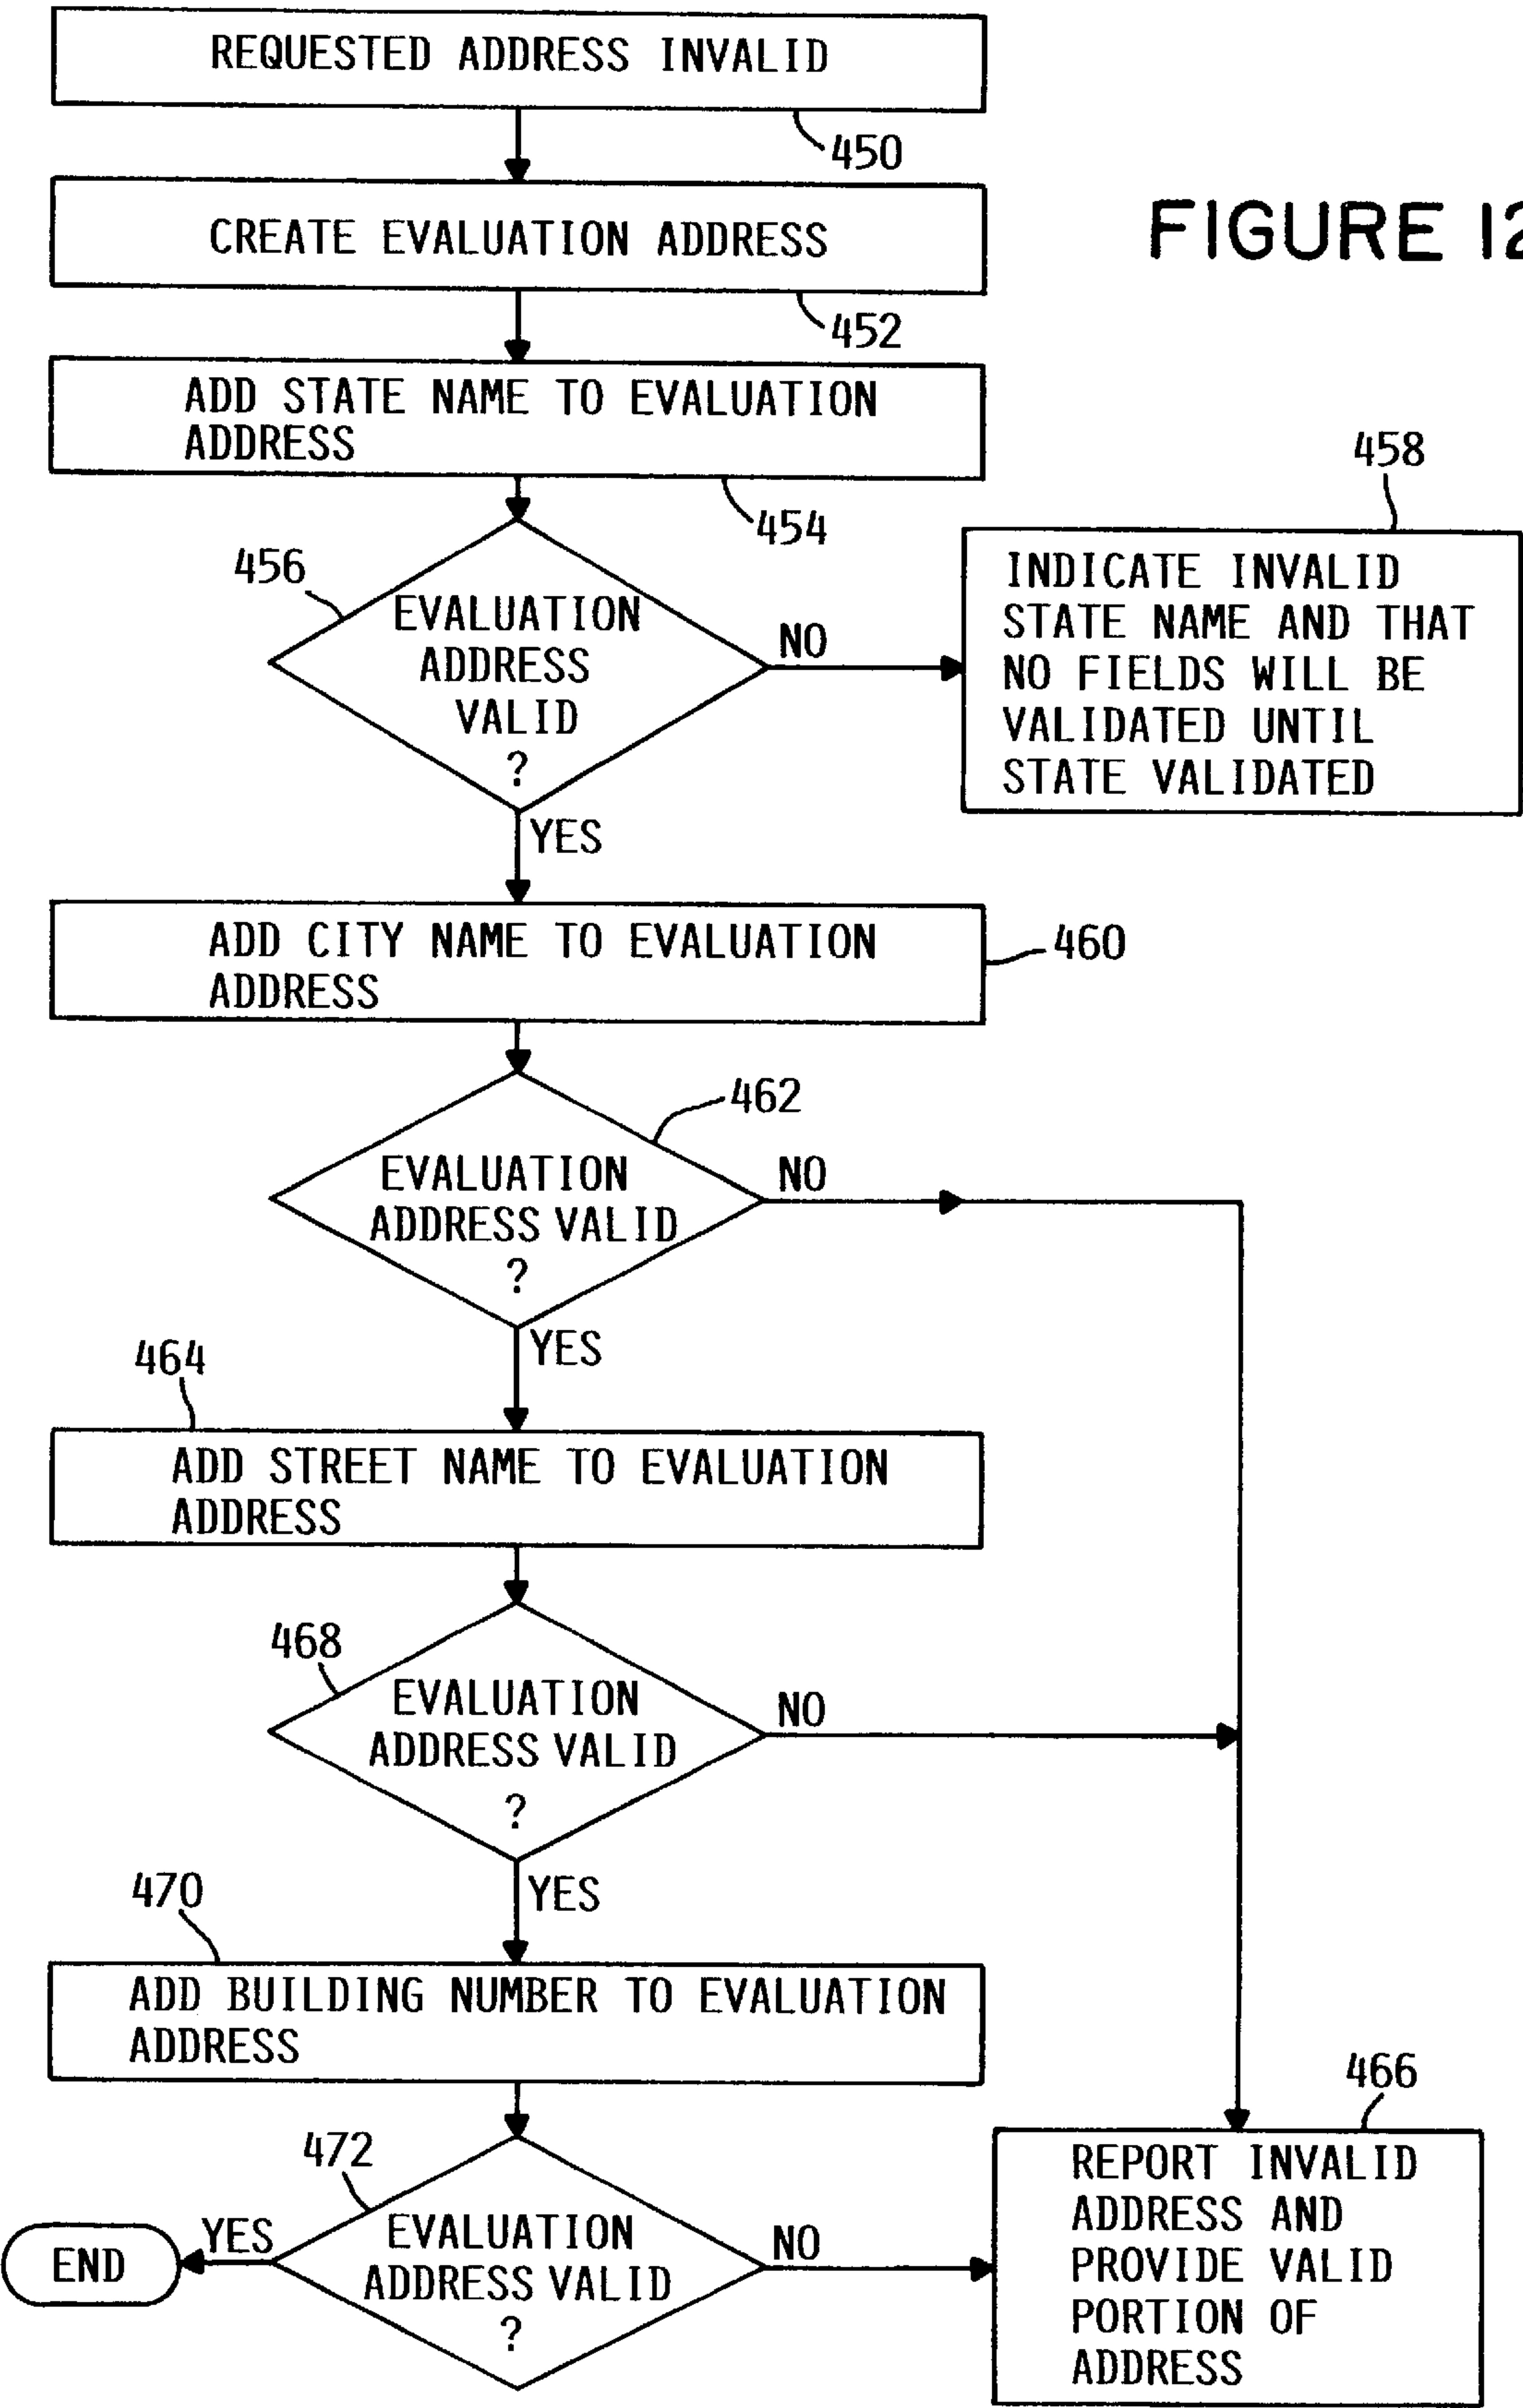 REQUESTED ADDRESS INVALID
450
CREATE EVALUATION ADDRESS
FIGURE 12
452
ADD STATE NAME TO EVALUATION
ADDRESS
454
458
456
EVALUATION
ADDRESS
VALID
?
NO
INDICATE INVALID
STATE NAME AND THAT
NO FIELDS WILL BE
VALIDATED UNTIL
STATE VALIDATED
YES
ADD CITY NAME TO EVALUATION
ADDRESS
460
462
EVALUATION
ADDRESS VALID
?
NO
YES
464
ADD STREET NAME TO EVALUATION
ADDRESS
468
EVALUATION
ADDRESS VALID
?
NO
YES
470
ADD BUILDING NUMBER TO EVALUATION
ADDRESS
466
472
EVALUATION
ADDRESS VALID
?
YES
END
NO
REPORT INVALID
ADDRESS AND
PROVIDE VALID
PORTION OF
ADDRESS